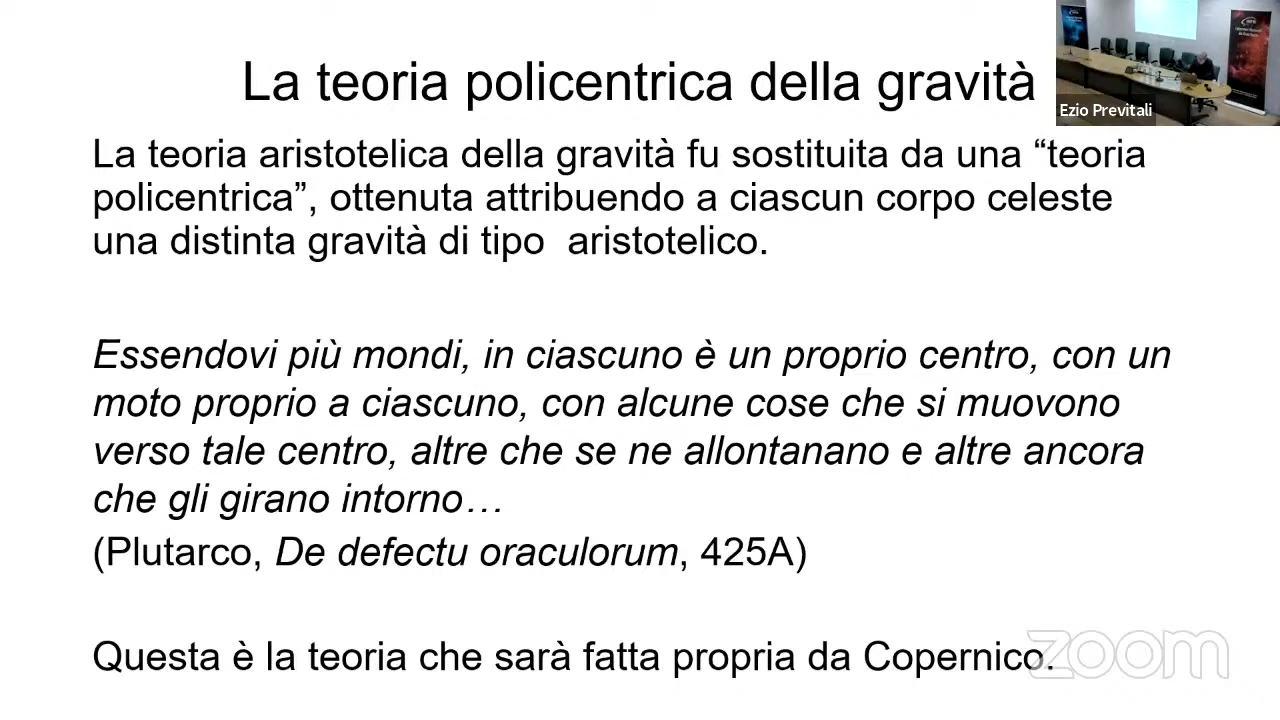 La teoria policentrica della gravità
Ezio Previtali
La teoria aristotelica della gravità fu sostituita da una “teoria
policentrica”, ottenuta attribuendo a ciascun corpo celeste
una distinta gravità di tipo  aristotelico.
Essendovi più mondi, in ciascuno è un proprio centro, con un
moto proprio a ciascuno, con alcune cose che si muovono
verso tale centro, altre che se ne allontanano e altre ancora
che gli girano intorno…
(Plutarco, De defectu oraculorum, 425A)
Questa è la teoria che sarà fatta propria da Copernico.
zoom